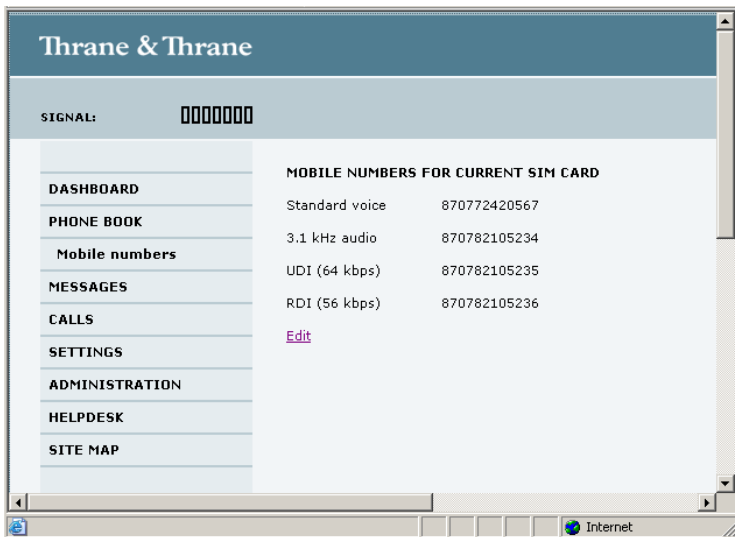 Thrane & Thrane
SIGNAL:
DASHBOARD
PHONE BOOK
Mobile numbers
MESSAGES
CALLS
SETTINGS
ADMINISTRATION
HELPDESK
SITE MAP
MOBILE NUMBERS FOR CURRENT SIM CARD
Standard voice 870772420567
3.1 kHz audio 870782105234
UDI (64 kbps) 870782105235
RDI (56 kbps) 870782105236
Edit
Internet